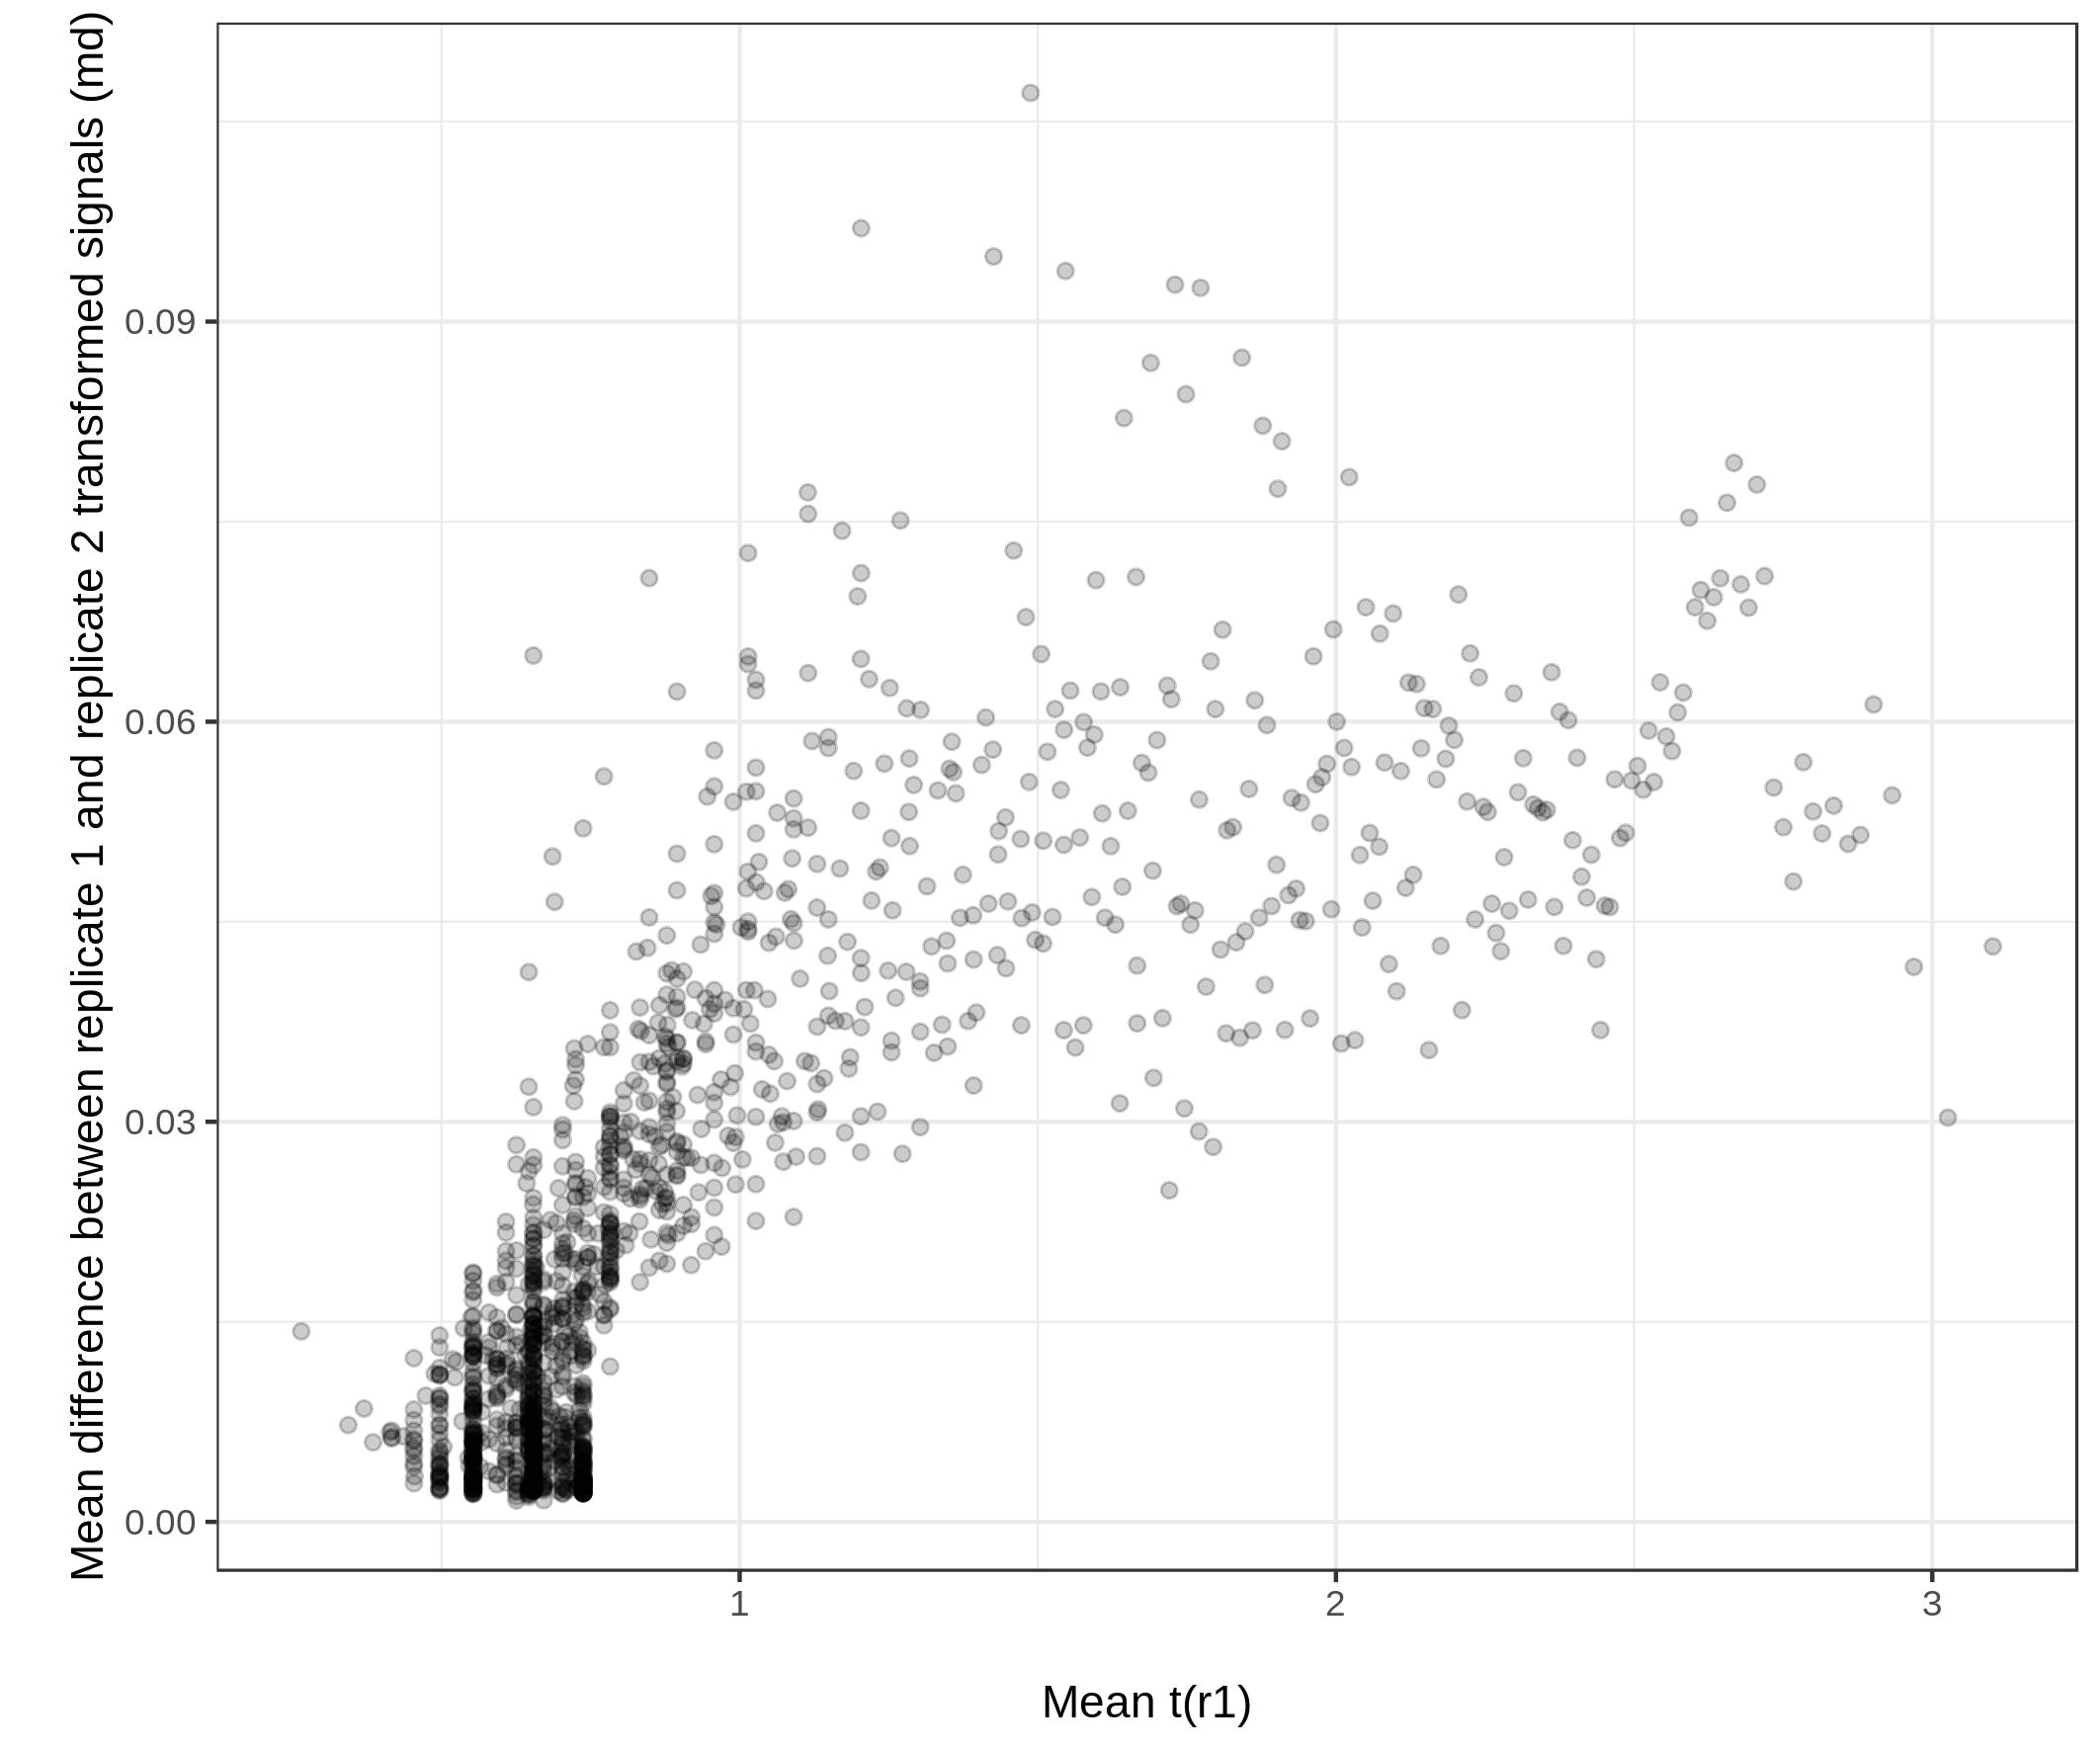 Mean difference between replicate 1 and replicate 2 transformed signals (md)
0.09
0.06
0.03
0.00
1 2 3
Mean t(r1)